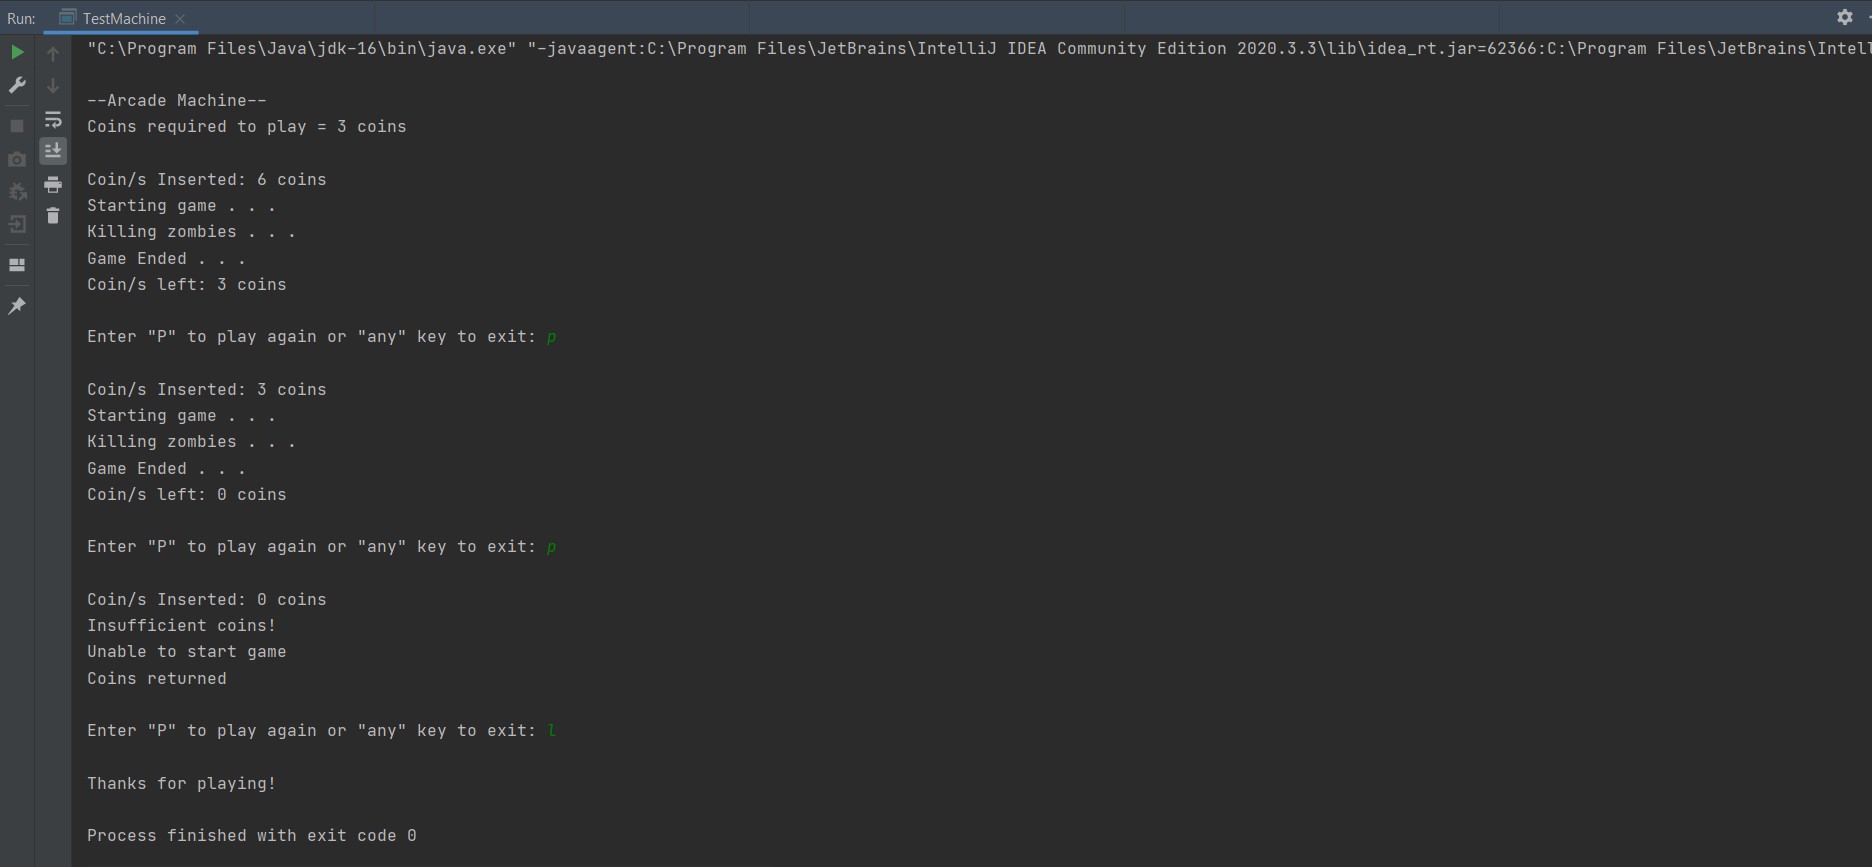 Run: TestMachine
"C:\Program Files\Java\jdk-16\bin\java.exe" "-javaagent:C:\Program Files\JetBrains\IntelliJ IDEA Community Edition 2020.3.3\lib\idea_rt.jar=62366:C:\Program Files\JetBrains\Intell
--Arcade Machine--
Coins required to play = 3 coins
Coin/s Inserted: 6 coins
Starting game . . .
Killing zombies . . .
Game Ended . . .
Coin/s left: 3 coins
Enter "P" to play again or "any" key to exit: p
Coin/s Inserted: 3 coins
Starting game . . .
Killing zombies . . .
Game Ended . . .
Coin/s left: 0 coins
Enter "P" to play again or "any" key to exit: p
Coin/s Inserted: 0 coins
Insufficient coins!
Unable to start game
Coins returned
Enter "P" to play again or "any" key to exit: l
Thanks for playing!
Process finished with exit code 0